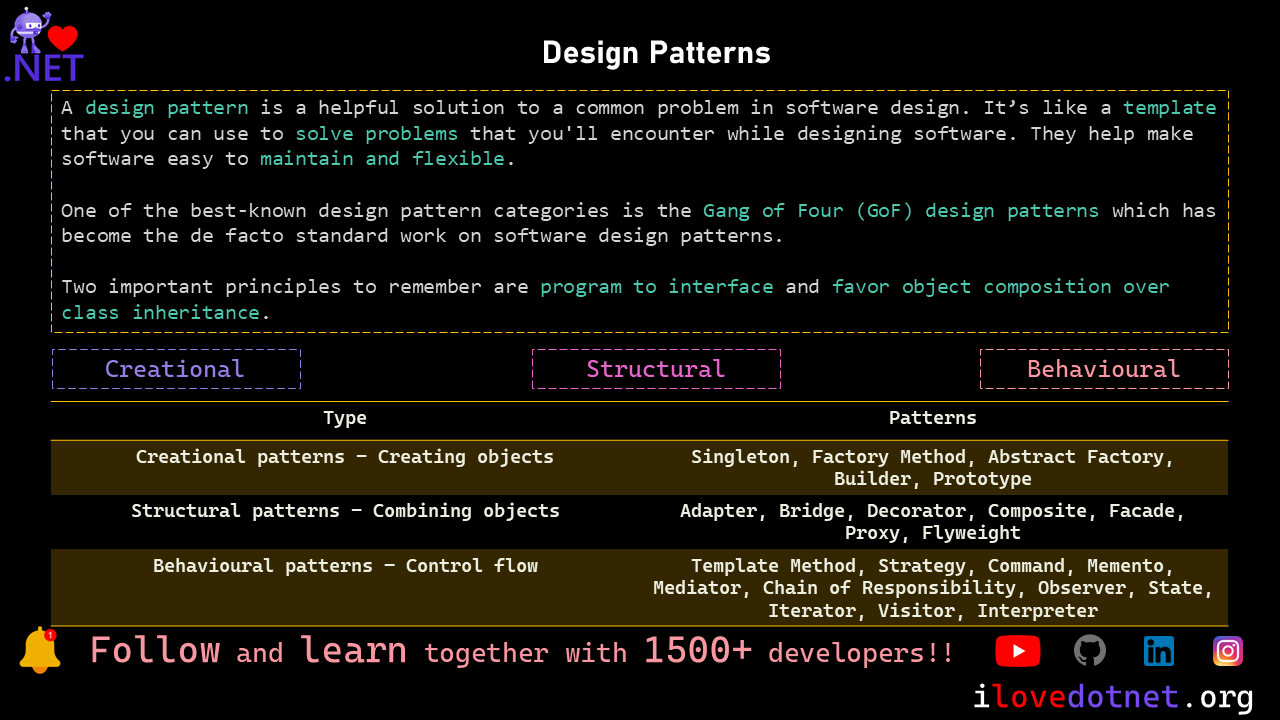 .NET
Design Patterns
A design pattern is a helpful solution to a common problem in software design. It’s like a template
that you can use to solve problems that you'll encounter while designing software. They help make
software easy to maintain and flexible.
One of the best-known design pattern categories is the Gang of Four (GoF) design patterns which has
become the de facto standard work on software design patterns.
Two important principles to remember are program to interface and favor object composition over
class inheritance.
Creational
Structural
Behavioural
Type
Patterns
Creational patterns – Creating objects
Singleton, Factory Method, Abstract Factory,
Builder, Prototype
Structural patterns – Combining objects
Adapter, Bridge, Decorator, Composite, Facade,
Proxy, Flyweight
Behavioural patterns – Control flow
Template Method, Strategy, Command, Memento,
Mediator, Chain of Responsibility, Observer, State,
Iterator, Visitor, Interpreter
1
Follow and learn together with 1500+ developers!!
in
ilovedotnet.org